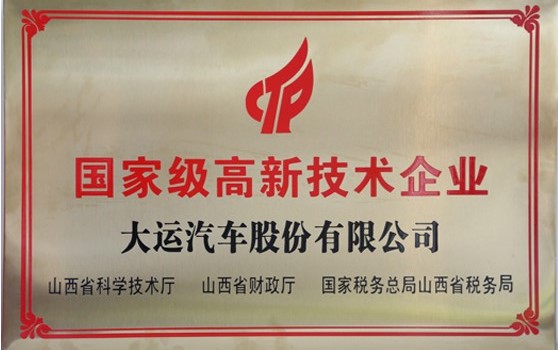 国家级高新技术企业
大运汽车股份有限公司
山西省科学技术厅 山西省财政厅 国家税务总局山西省税务局